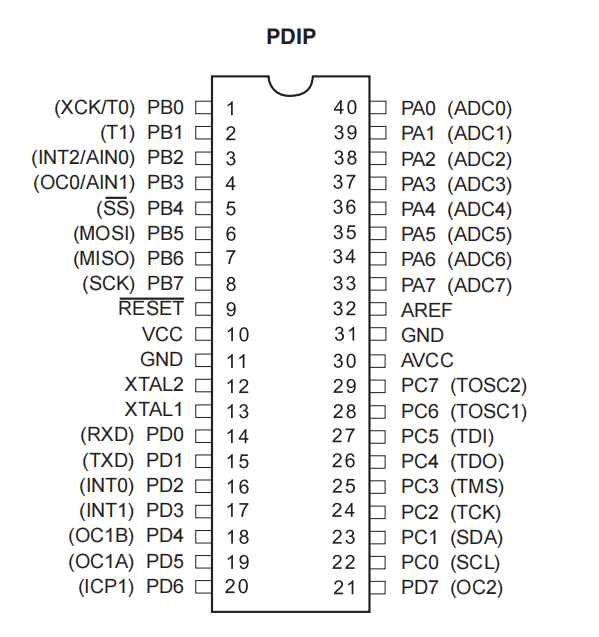 PDIP
(XCK/T0) PB0 1 40 PA0 (ADC0)
(T1) PB1 2 39 PA1 (ADC1)
(INT2/AIN0) PB2 3 38 PA2 (ADC2)
(OC0/AIN1) PB3 4 37 PA3 (ADC3)
(S̅S̅) PB4 5 36 PA4 (ADC4)
(MOSI) PB5 6 35 PA5 (ADC5)
(MISO) PB6 7 34 PA6 (ADC6)
(SCK) PB7 8 33 PA7 (ADC7)
R̅E̅S̅E̅T̅ 9 32 AREF
VCC 10 31 GND
GND 11 30 AVCC
XTAL2 12 29 PC7 (TOSC2)
XTAL1 13 28 PC6 (TOSC1)
(RXD) PD0 14 27 PC5 (TDI)
(TXD) PD1 15 26 PC4 (TDO)
(INT0) PD2 16 25 PC3 (TMS)
(INT1) PD3 17 24 PC2 (TCK)
(OC1B) PD4 18 23 PC1 (SDA)
(OC1A) PD5 19 22 PC0 (SCL)
(ICP1) PD6 20 21 PD7 (OC2)